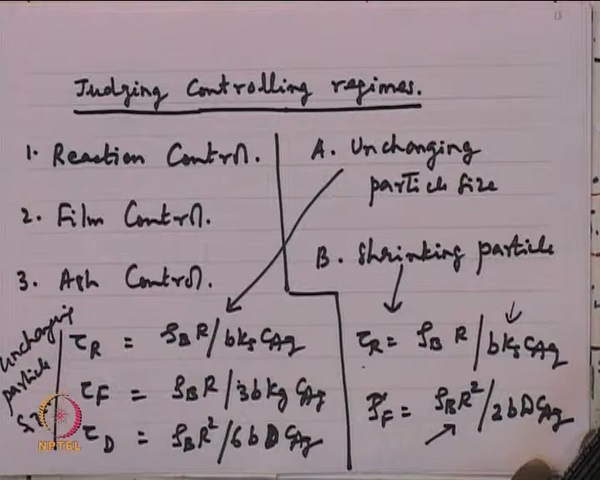 13
Judging Controlling regimes.
1. Reaction Control.
2. Film Control.
3. Ash Control.
A. Unchanging
particle size
B. Shrinking particle
Unchanging
particle
τR = ρB R / b ks CAg
τF = ρB R / 3 b kg CAg
τD = ρB R² / 6 b D CAg
τR = ρB R / b ks CAg
τF = ρB R² / 2 b D CAg
NPTEL